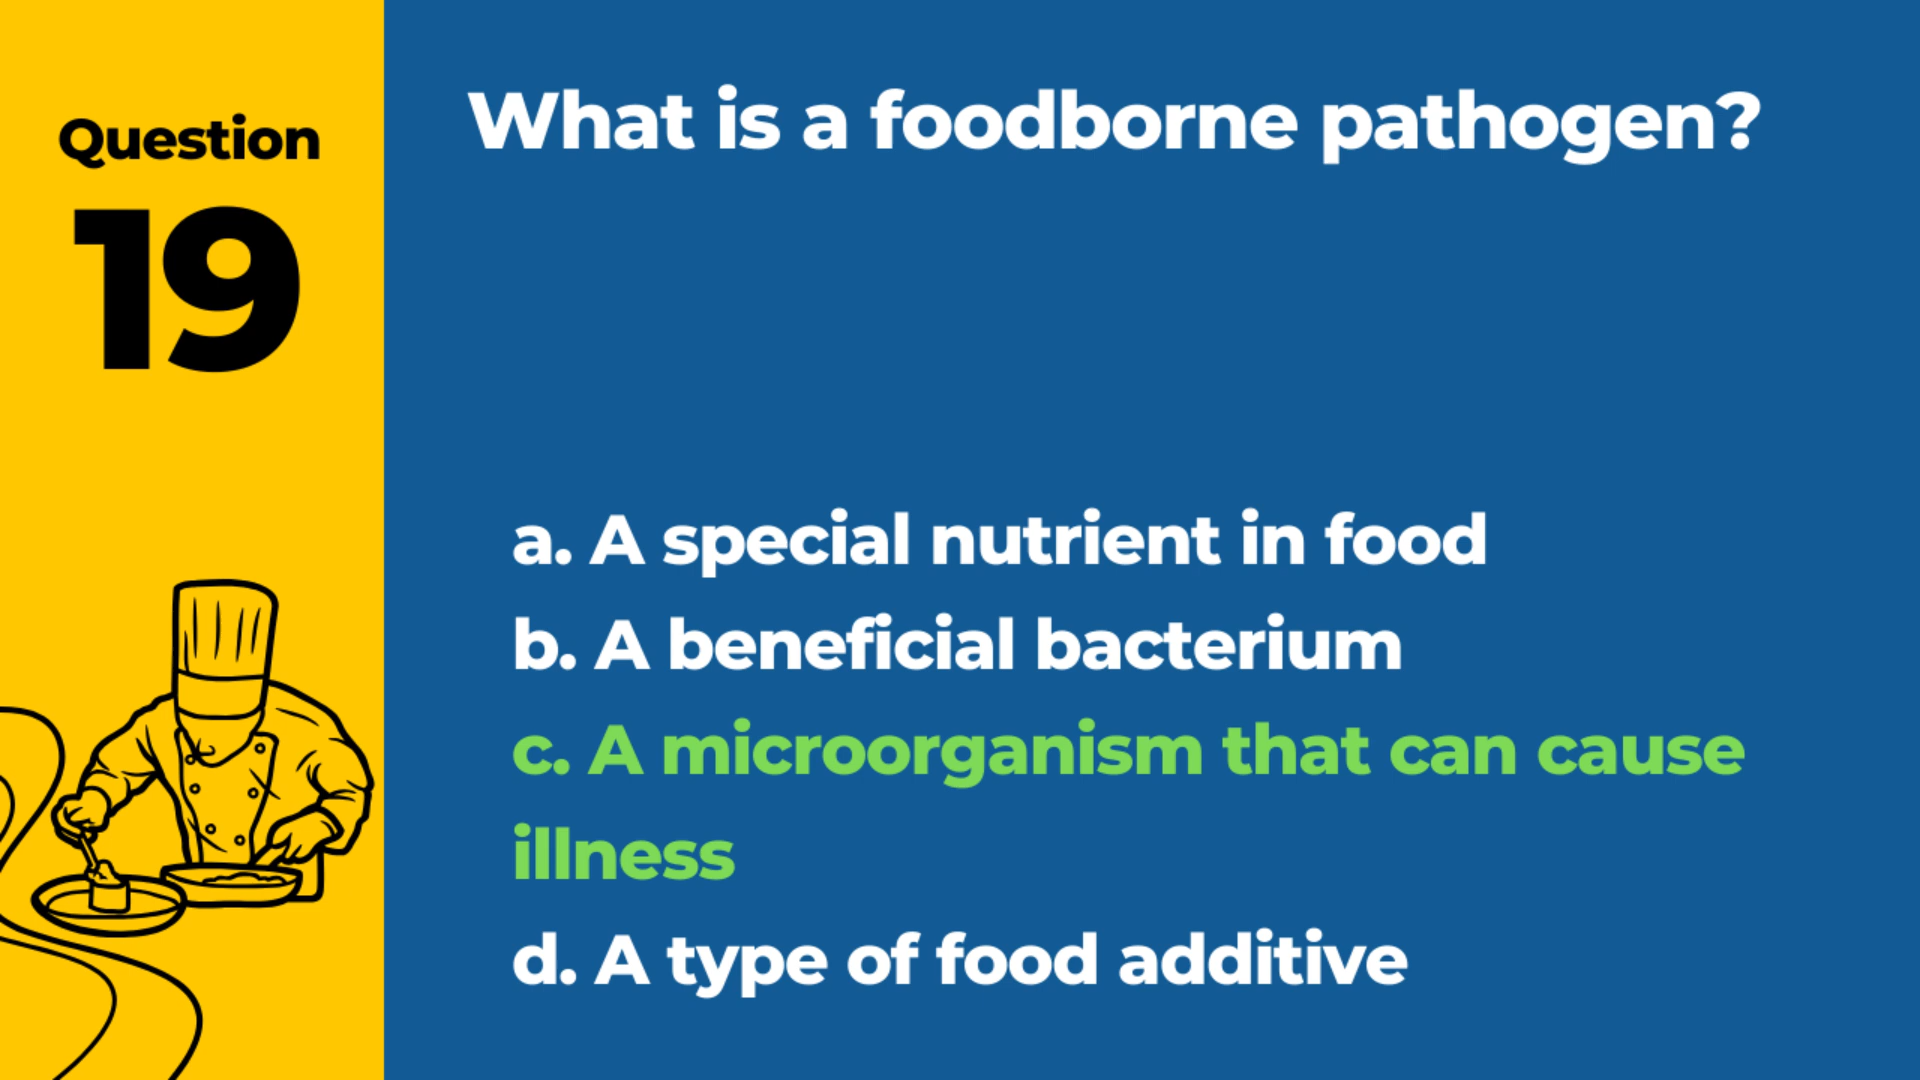 Question
19
What is a foodborne pathogen?
a. A special nutrient in food
b. A beneficial bacterium
c. A microorganism that can cause
illness
d. A type of food additive